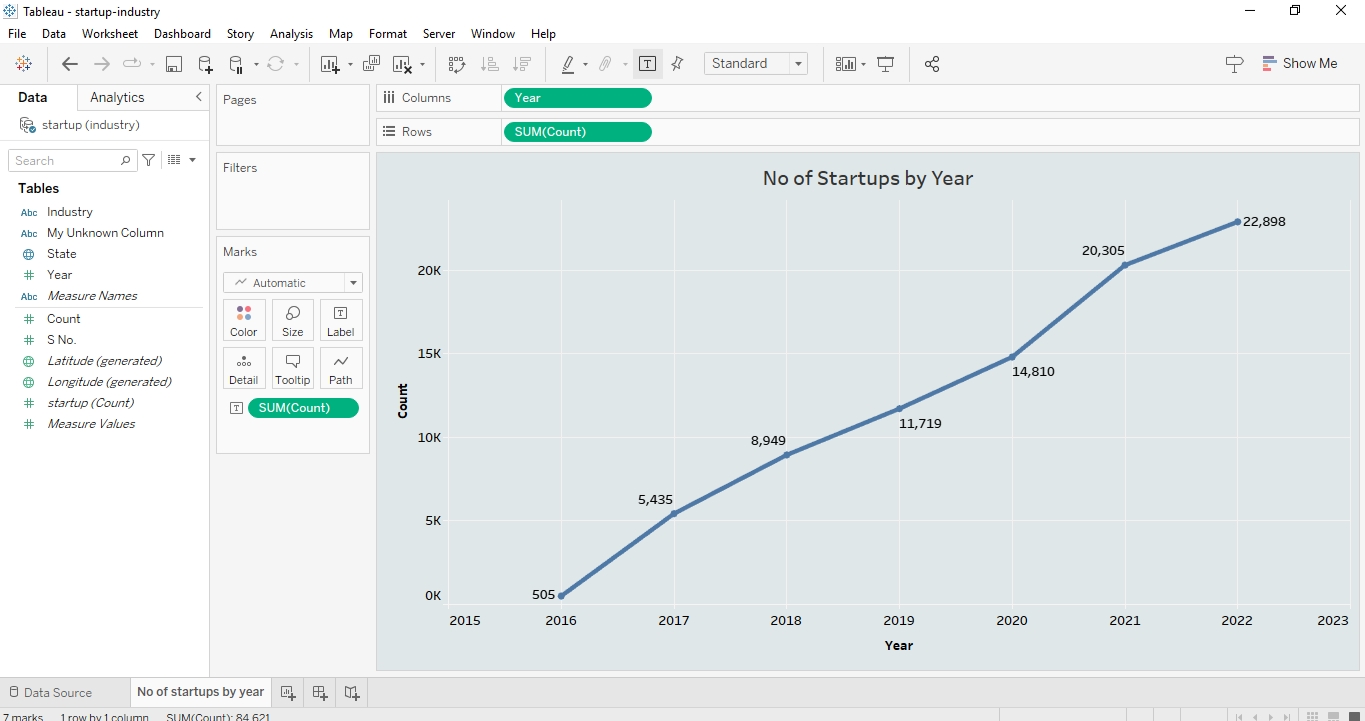 Tableau - startup-industry
File Data Worksheet Dashboard Story Analysis Map Format Server Window Help
Standard
Show Me
Data Analytics
startup (industry)
Search
Tables
Abc Industry
Abc My Unknown Column
State
# Year
Abc Measure Names
# Count
# S No.
Latitude (generated)
Longitude (generated)
# startup (Count)
# Measure Values
Pages
Filters
Marks
Automatic
Color Size Label
Detail Tooltip Path
SUM(Count)
Columns Year
Rows SUM(Count)
No of Startups by Year
22,898
20,305
20K
15K
14,810
Count
11,719
8,949
10K
5,435
5K
505
0K
2015 2016 2017 2018 2019 2020 2021 2022 2023
Year
Data Source No of startups by year
7 marks 1 row by 1 column SUM(Count): 84,621